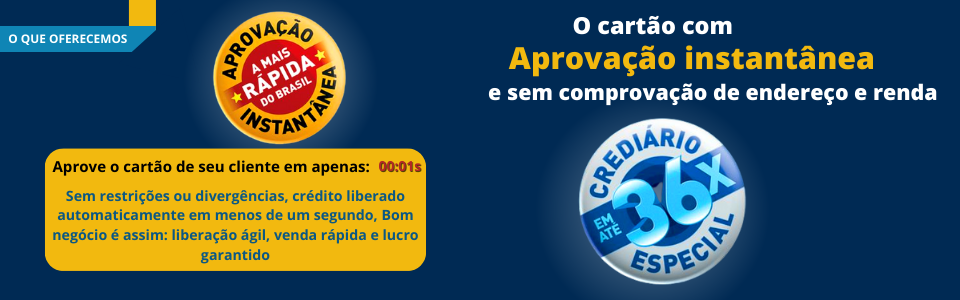 O QUE OFERECEMOS
APROVAÇÃO
A MAIS
RÁPIDA
DO BRASIL
INSTANTÂNEA
Aprove o cartão de seu cliente em apenas: 00:01s
Sem restrições ou divergências, crédito liberado
automaticamente em menos de um segundo, Bom
negócio é assim: liberação ágil, venda rápida e lucro
garantido
O cartão com
Aprovação instantânea
e sem comprovação de endereço e renda
CREDIÁRIO
EM
ATÉ
36X
ESPECIAL